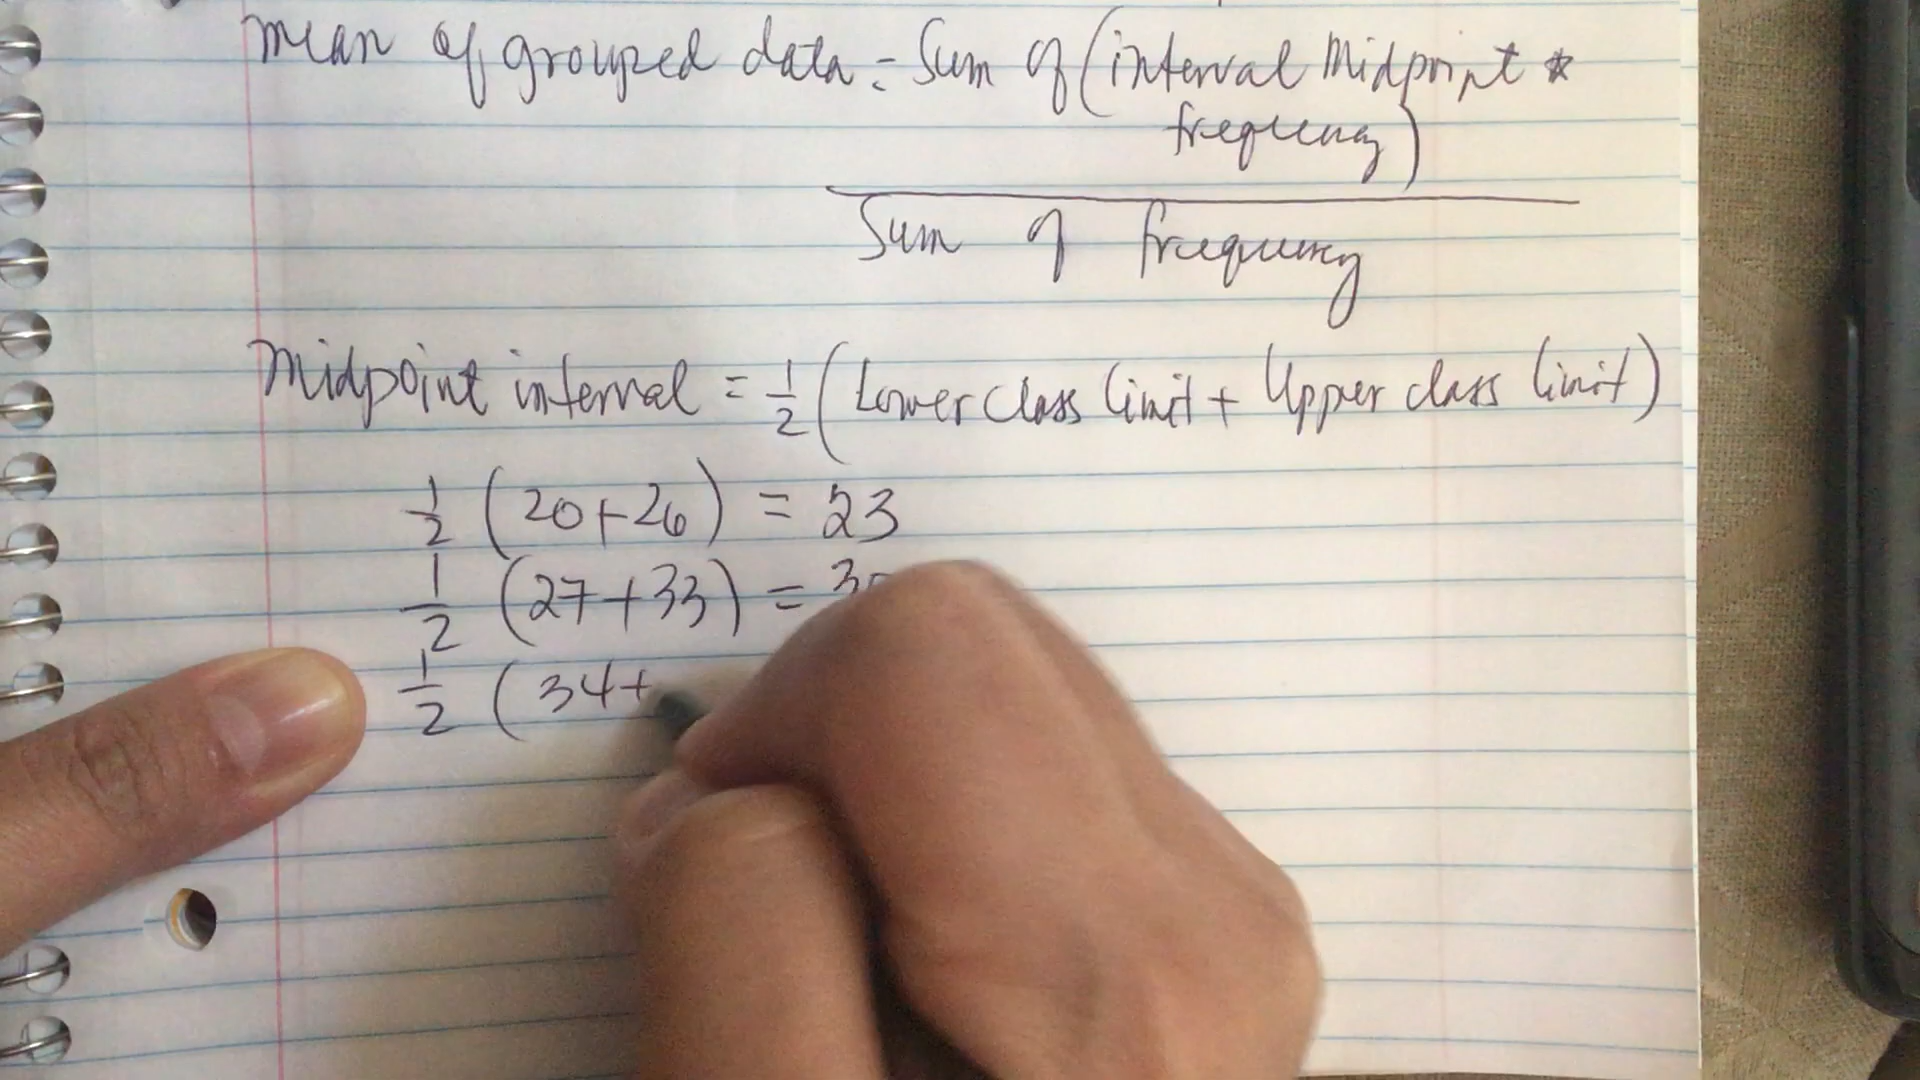 mean of grouped data = Sum of (interval Midpoint *
frequency)
Sum of frequency
Midpoint interval = 1/2 (Lower class limit + Upper class limit)
1/2 (20+26) = 23
1/2 (27+33) = 30
1/2 (34+